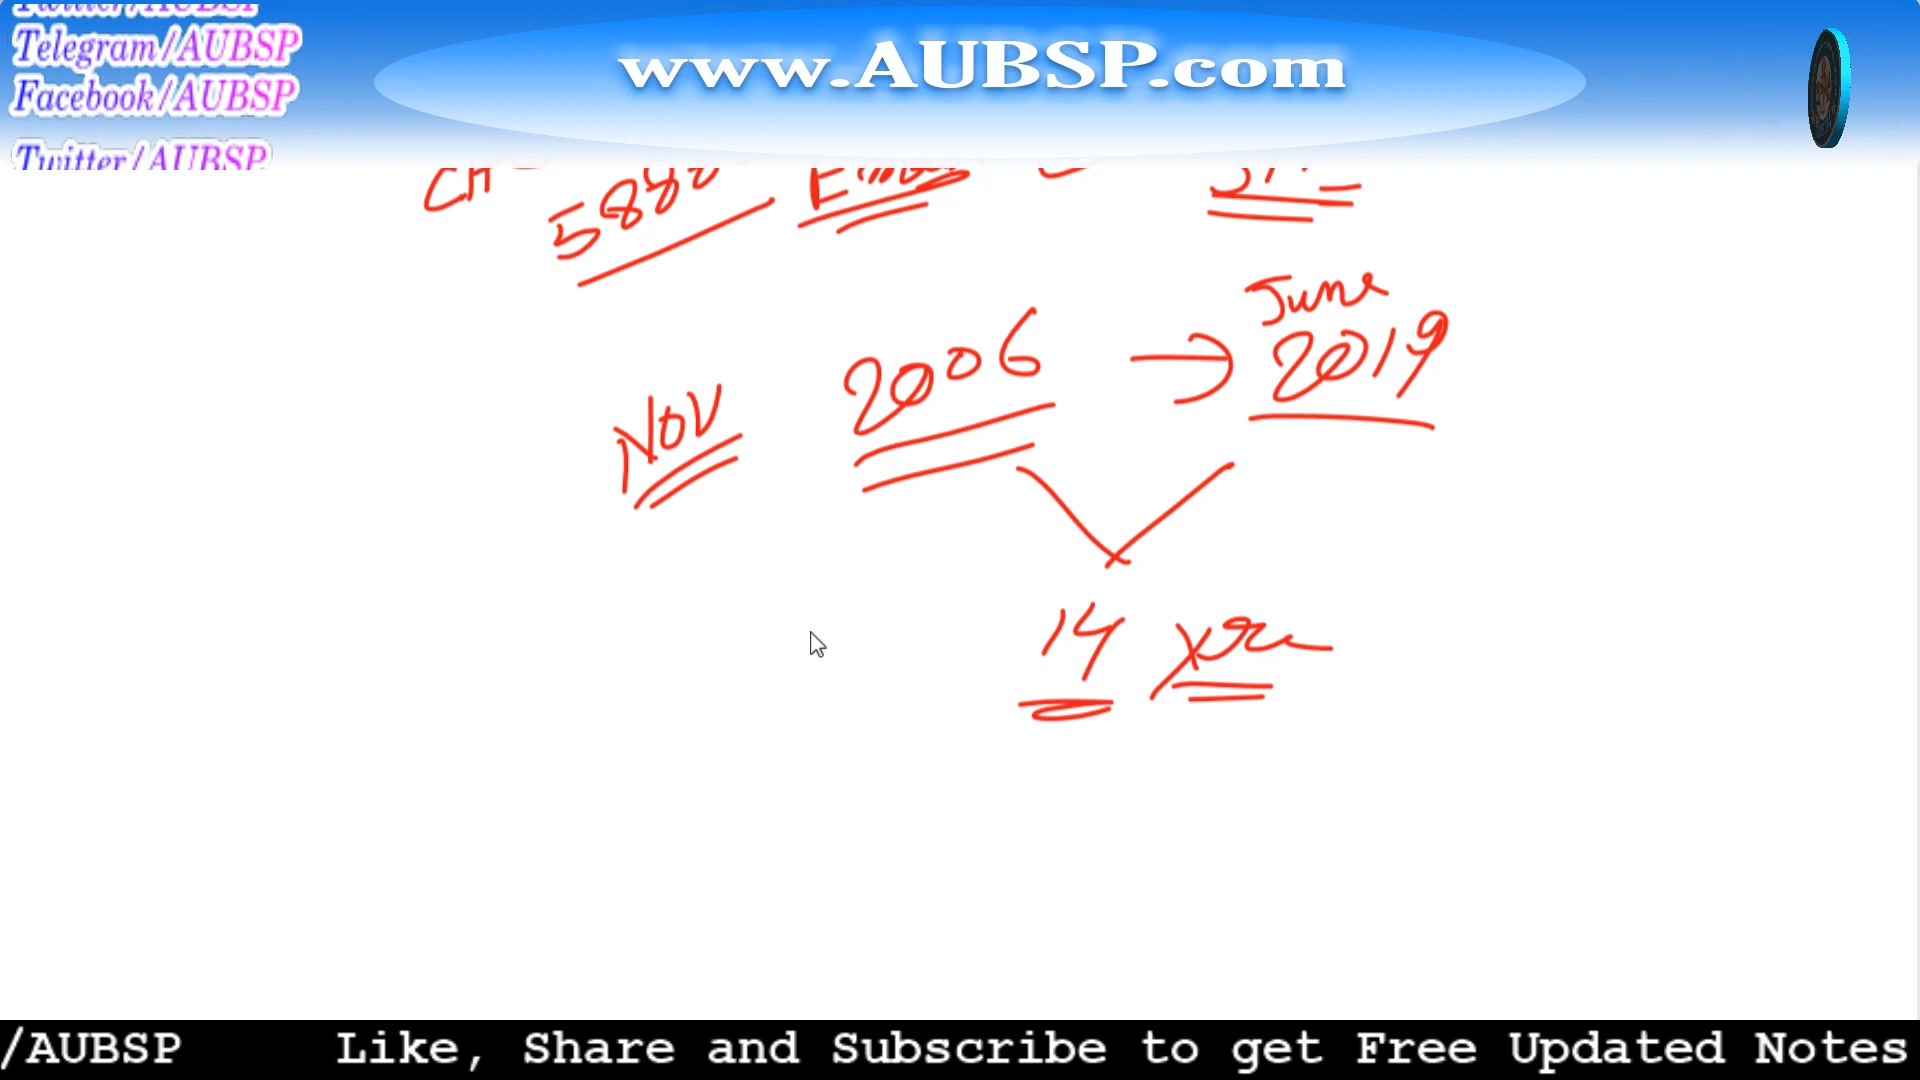 Telegram/AUBSP
Facebook/AUBSP
Twitter/AUBSP
www.AUBSP.com
CA
June
NOV 2006 → 2019
14
/AUBSP Like, Share and Subscribe to get Free Updated Notes